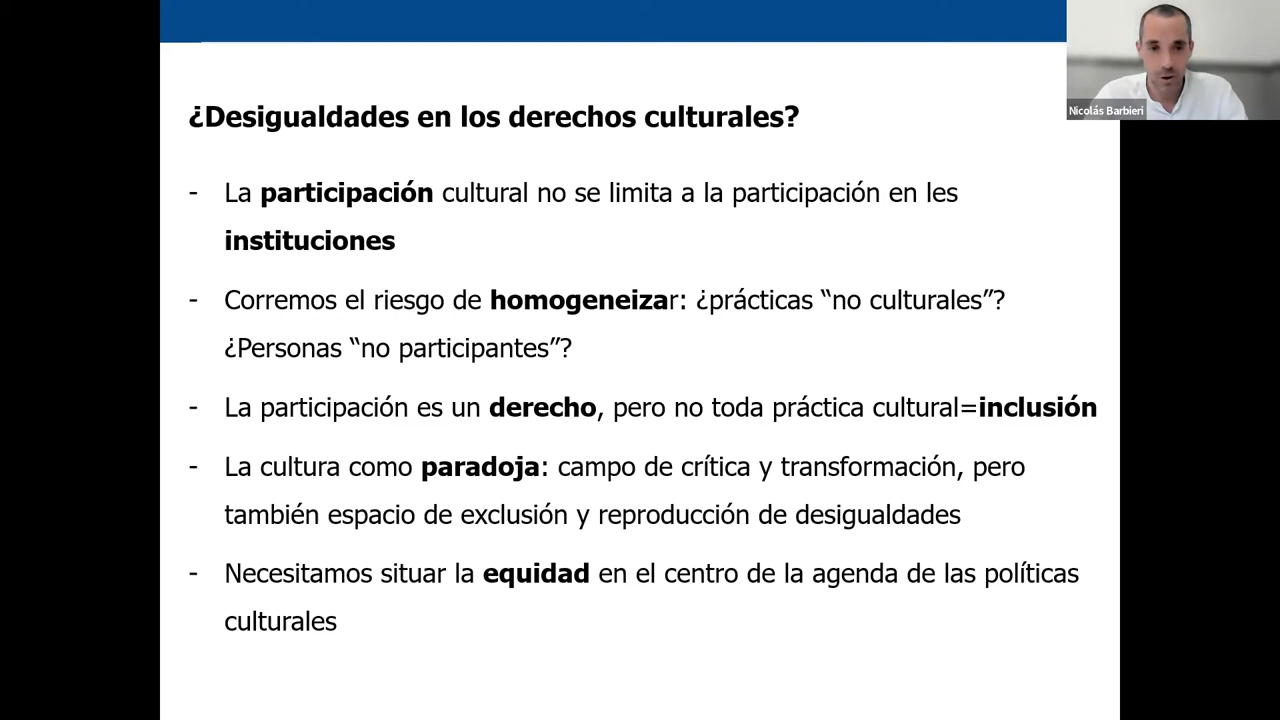 Nicolás Barbieri
¿Desigualdades en los derechos culturales?
- La participación cultural no se limita a la participación en les
instituciones
- Corremos el riesgo de homogeneizar: ¿prácticas “no culturales”?
¿Personas “no participantes”?
- La participación es un derecho, pero no toda práctica cultural=inclusión
- La cultura como paradoja: campo de crítica y transformación, pero
también espacio de exclusión y reproducción de desigualdades
- Necesitamos situar la equidad en el centro de la agenda de las políticas
culturales